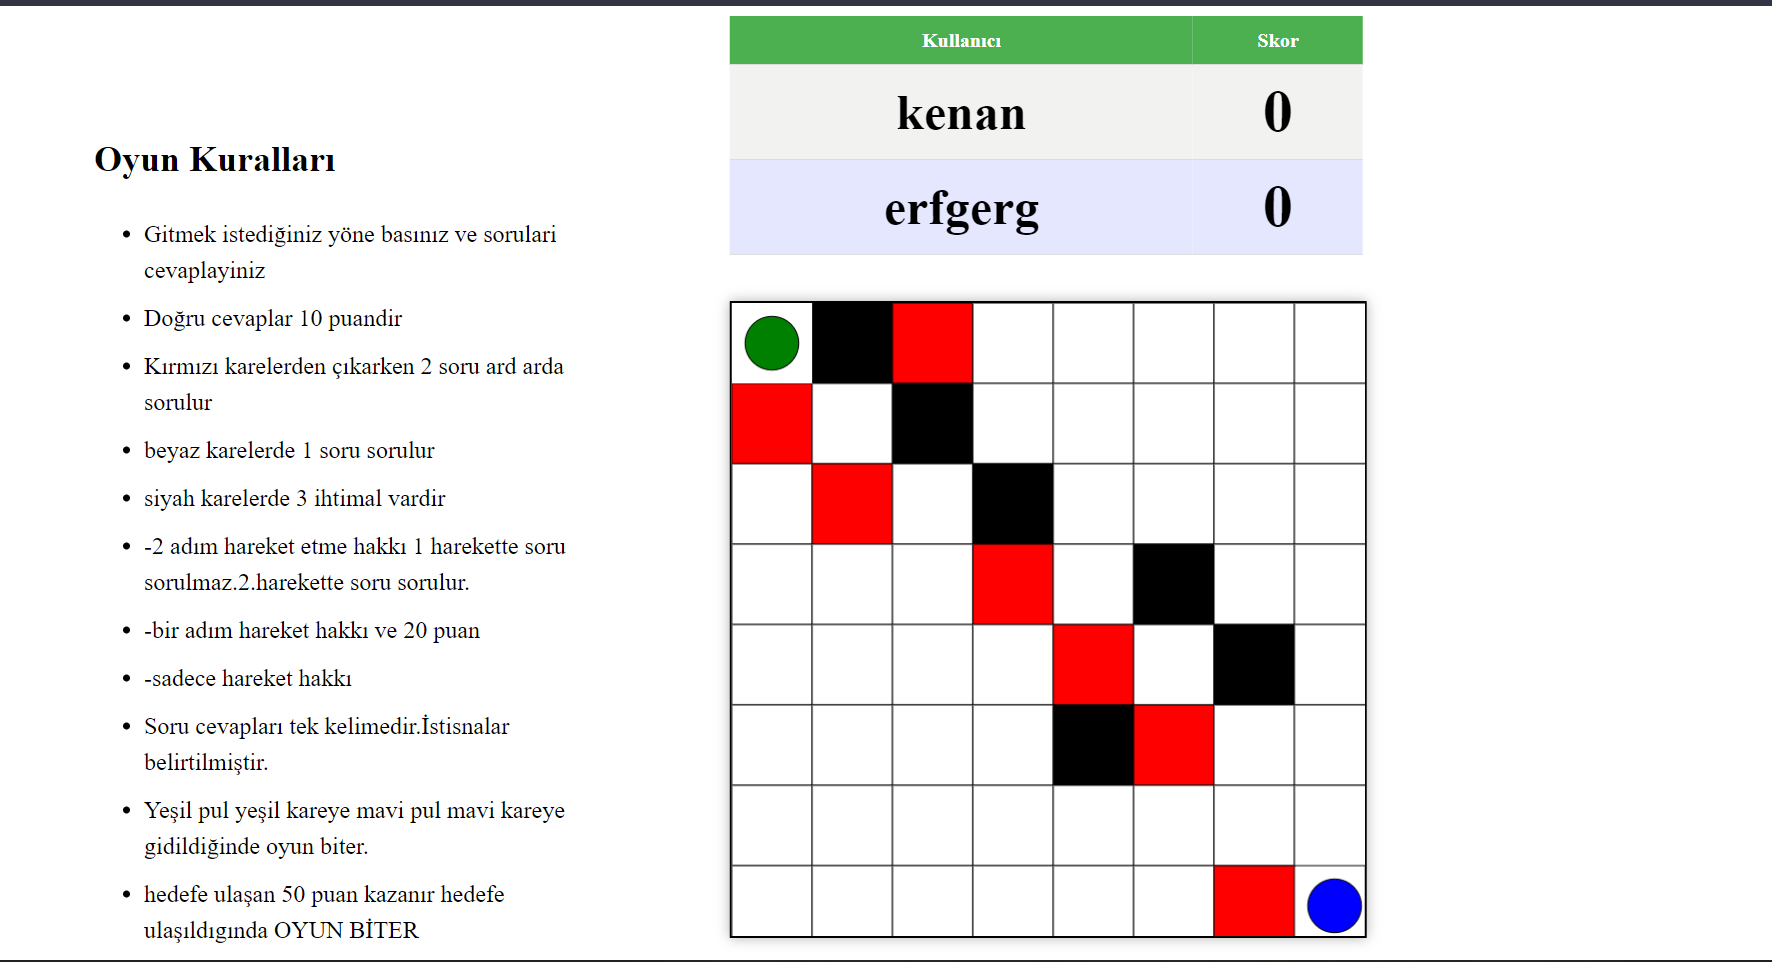 Kullanıcı Skor
kenan 0
erfgerg 0
Oyun Kuralları
Gitmek istediğiniz yöne basınız ve sorulari
cevaplayiniz
Doğru cevaplar 10 puandir
Kırmızı karelerden çıkarken 2 soru ard arda
sorulur
beyaz karelerde 1 soru sorulur
siyah karelerde 3 ihtimal vardir
-2 adım hareket etme hakkı 1 harekette soru
sorulmaz.2.harekette soru sorulur.
-bir adım hareket hakkı ve 20 puan
-sadece hareket hakkı
Soru cevapları tek kelimedir.İstisnalar
belirtilmiştir.
Yeşil pul yeşil kareye mavi pul mavi kareye
gidildiğinde oyun biter.
hedefe ulaşan 50 puan kazanır hedefe
ulaşıldıgında OYUN BİTER